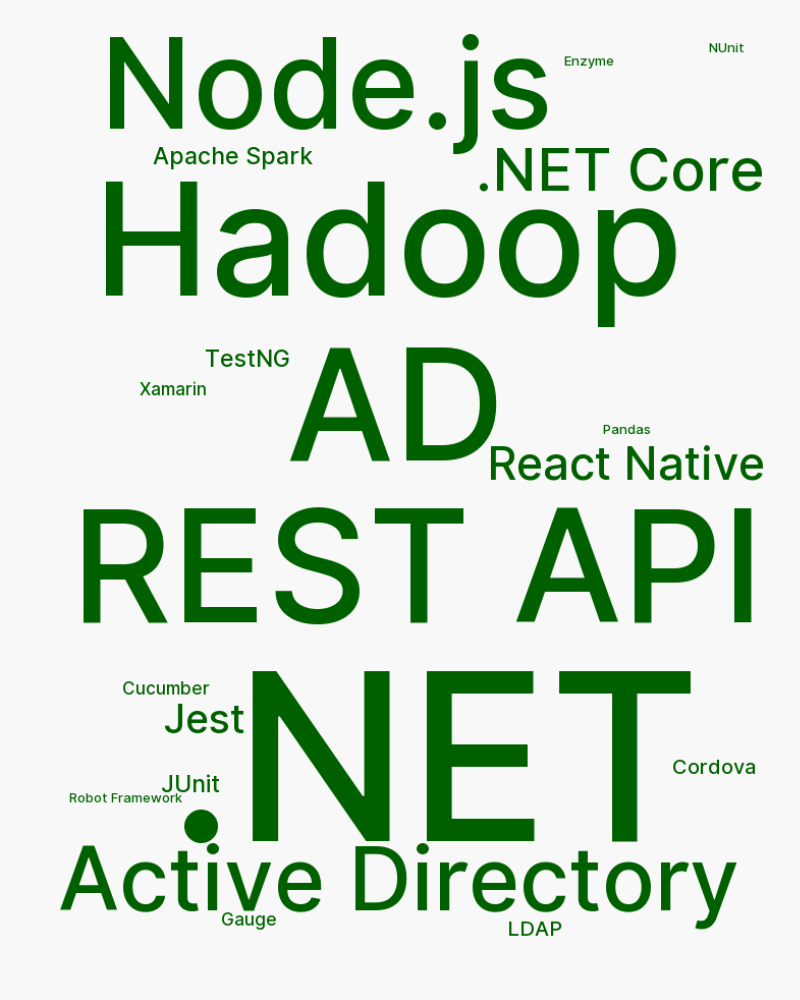 Node.js
Enzyme
NUnit
Apache Spark
.NET Core
Hadoop
TestNG
AD
Xamarin
Pandas
React Native
REST API
Cucumber
Jest
.NET
Cordova
JUnit
Robot Framework
Active Directory
Gauge
LDAP